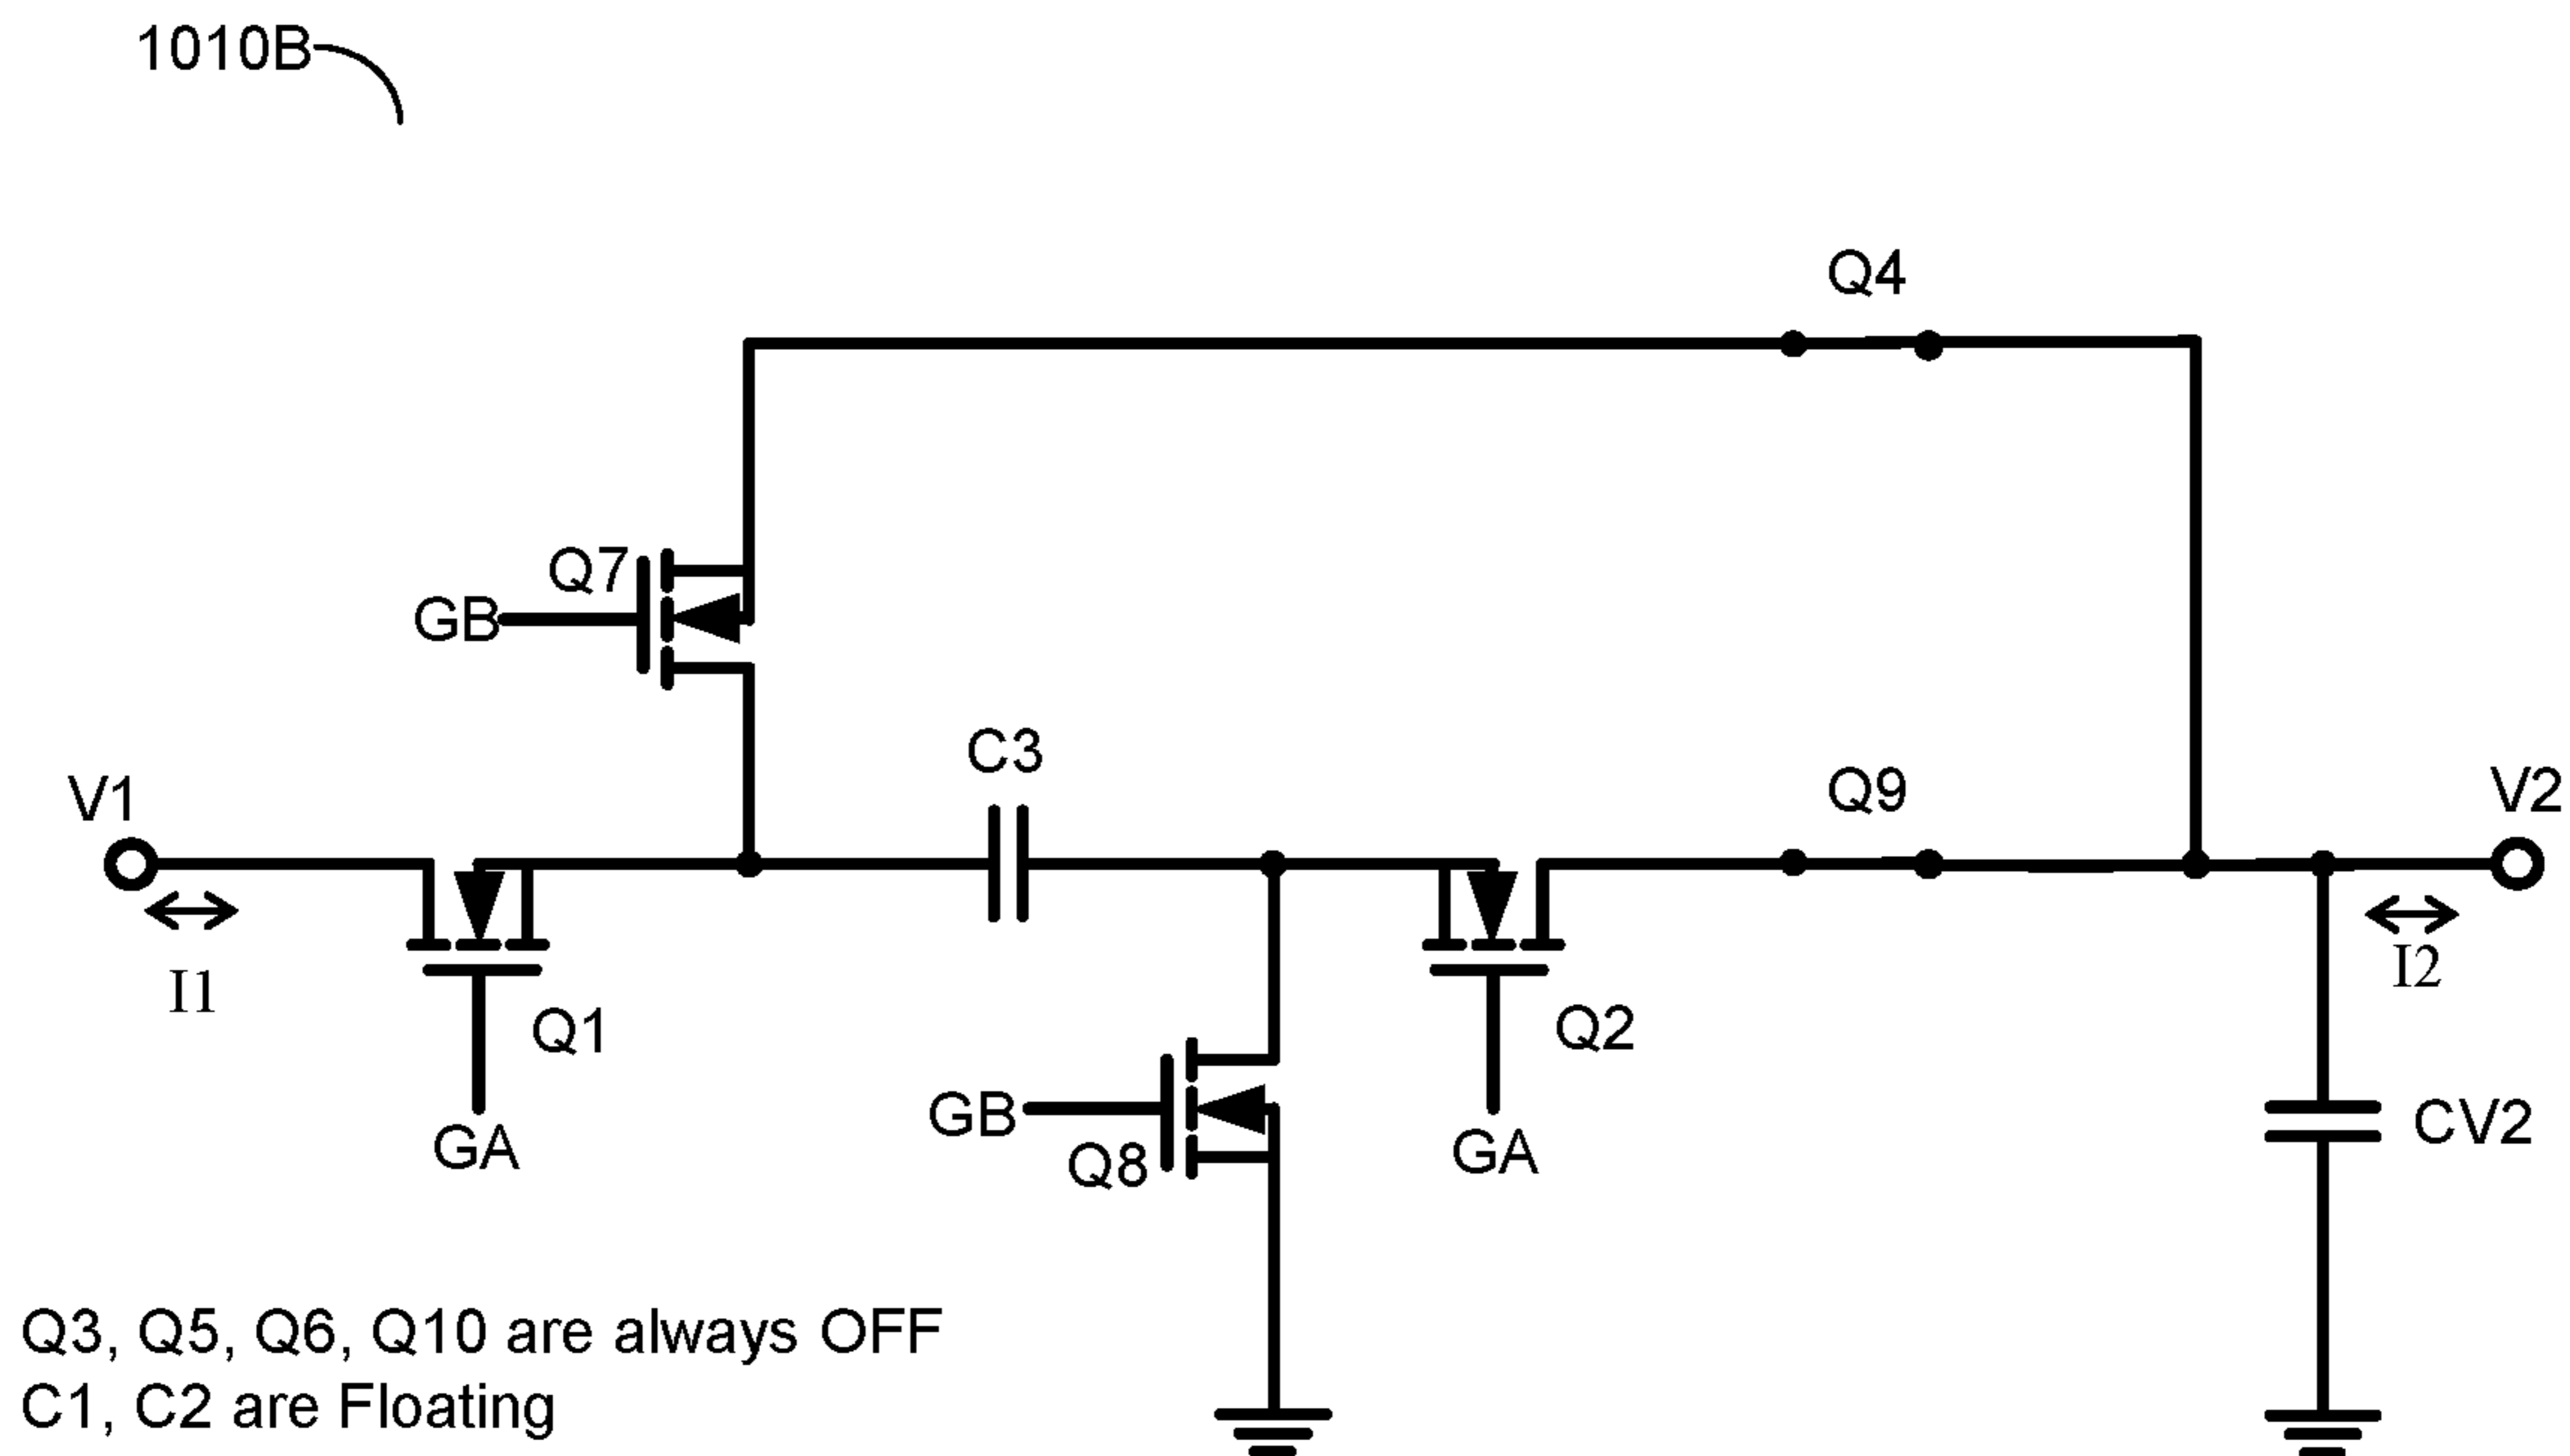 1010B
Q4
Q7
GB
C3
V1
Q9
V2
I1
I2
Q1
Q2
GA
GB
Q8
GA
CV2
Q3, Q5, Q6, Q10 are always OFF
C1, C2 are Floating